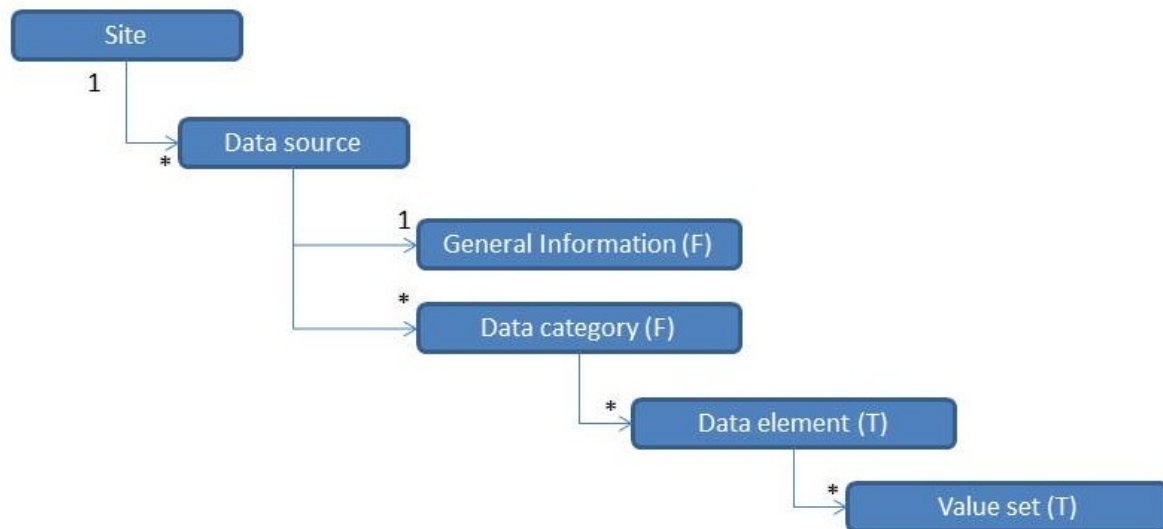 Site
1
Data source
*
1
General Information (F)
*
Data category (F)
*
Data element (T)
*
Value set (T)